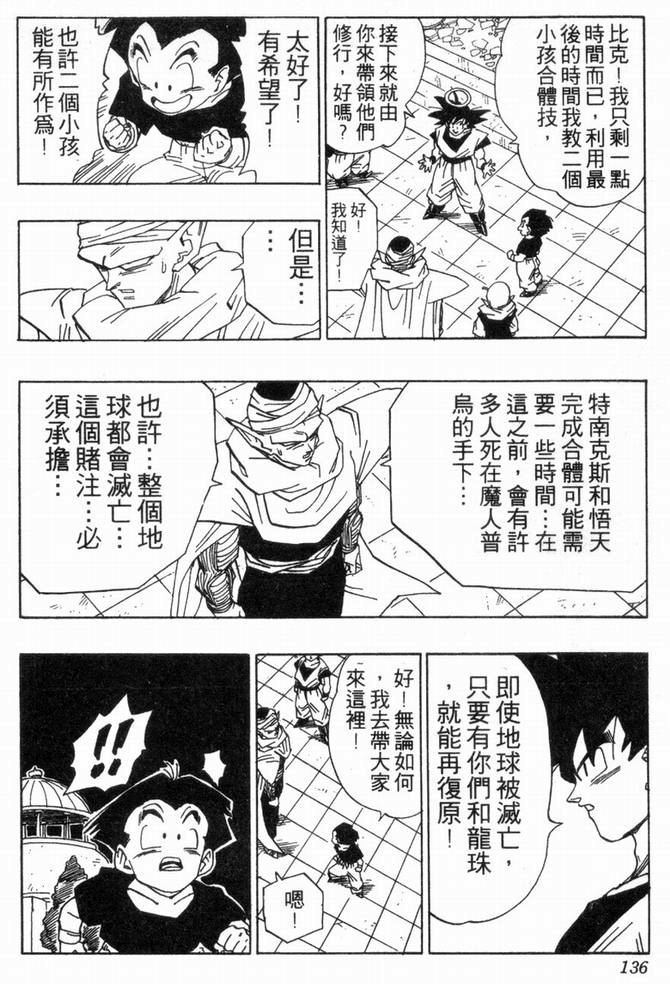 比克！我只剩一點
時間而已，利用最
後的時間我教二個
小孩合體技，
接下來就由
你來帶領他們
修行，好嗎？
好！
我知道了！
太好了！
有希望了！
也許二個小孩
能有所作為！
但是…
…
特南克斯和悟天
完成合體可能需
要一些時間…在
這之前，會有許
多人死在魔人普
烏的手下…
也許…整個地
球都會滅亡…
這個賭注…必
須承擔…
即使地球被滅亡，
只要有你們和龍珠
，就能再復原！
好！無論如何
，我去帶大家
來這裡！
嗯！
!!
136